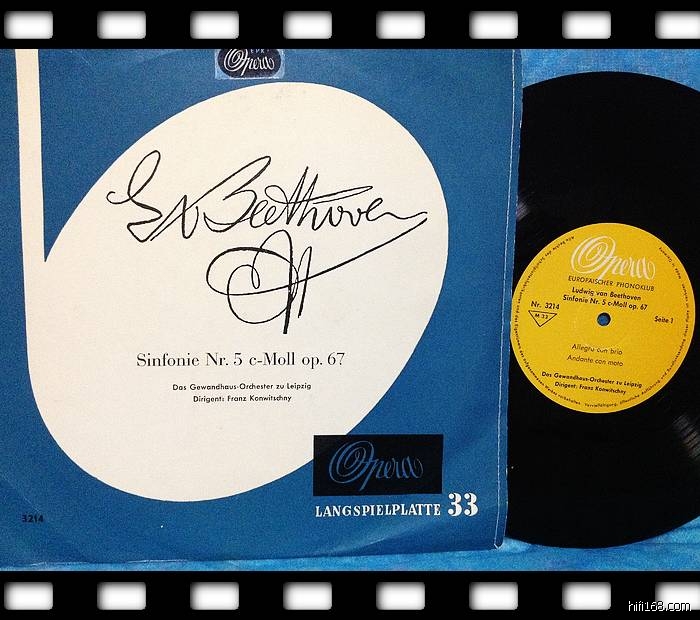 Opera
L v Beethoven
Sinfonie Nr. 5 c-Moll op. 67
Das Gewandhaus-Orchester zu Leipzig
Dirigent: Franz Konwitschny
Opera
LANGSPIELPLATTE 33
3214
Opera
EUROPÄISCHER PHONOKLUB
Ludwig van Beethoven
Sinfonie Nr. 5 c-Moll op. 67
Nr. 3214
M 33
Seite 1
Allegro con brio
Andante con moto
Das Gewandhaus-Orchester zu Leipzig
Dirigent: Franz Konwitschny
hifi168.com